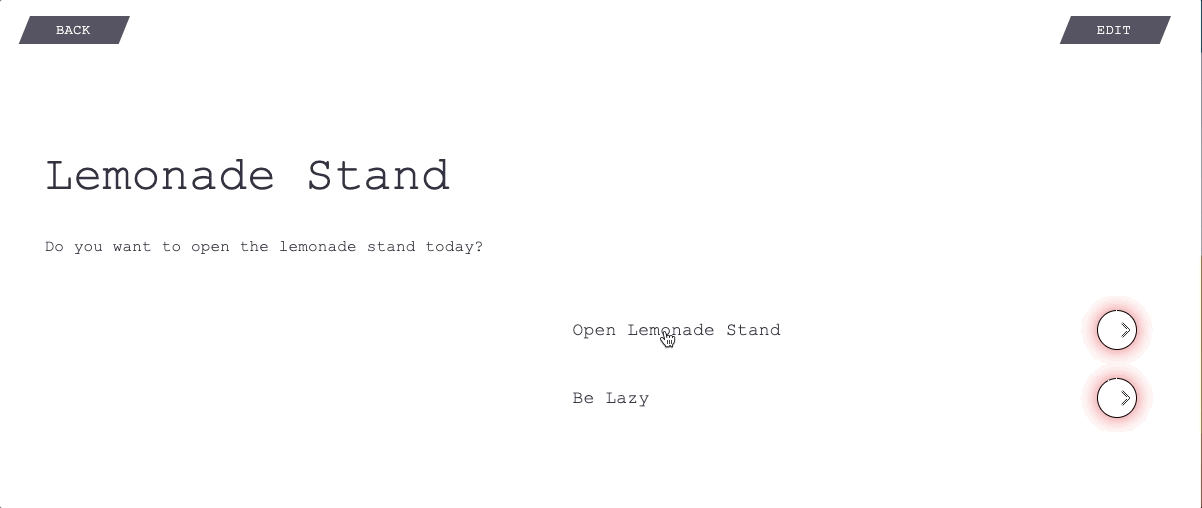 BACK
EDIT
Lemonade Stand
Do you want to open the lemonade stand today?
Open Lemonade Stand
Be Lazy